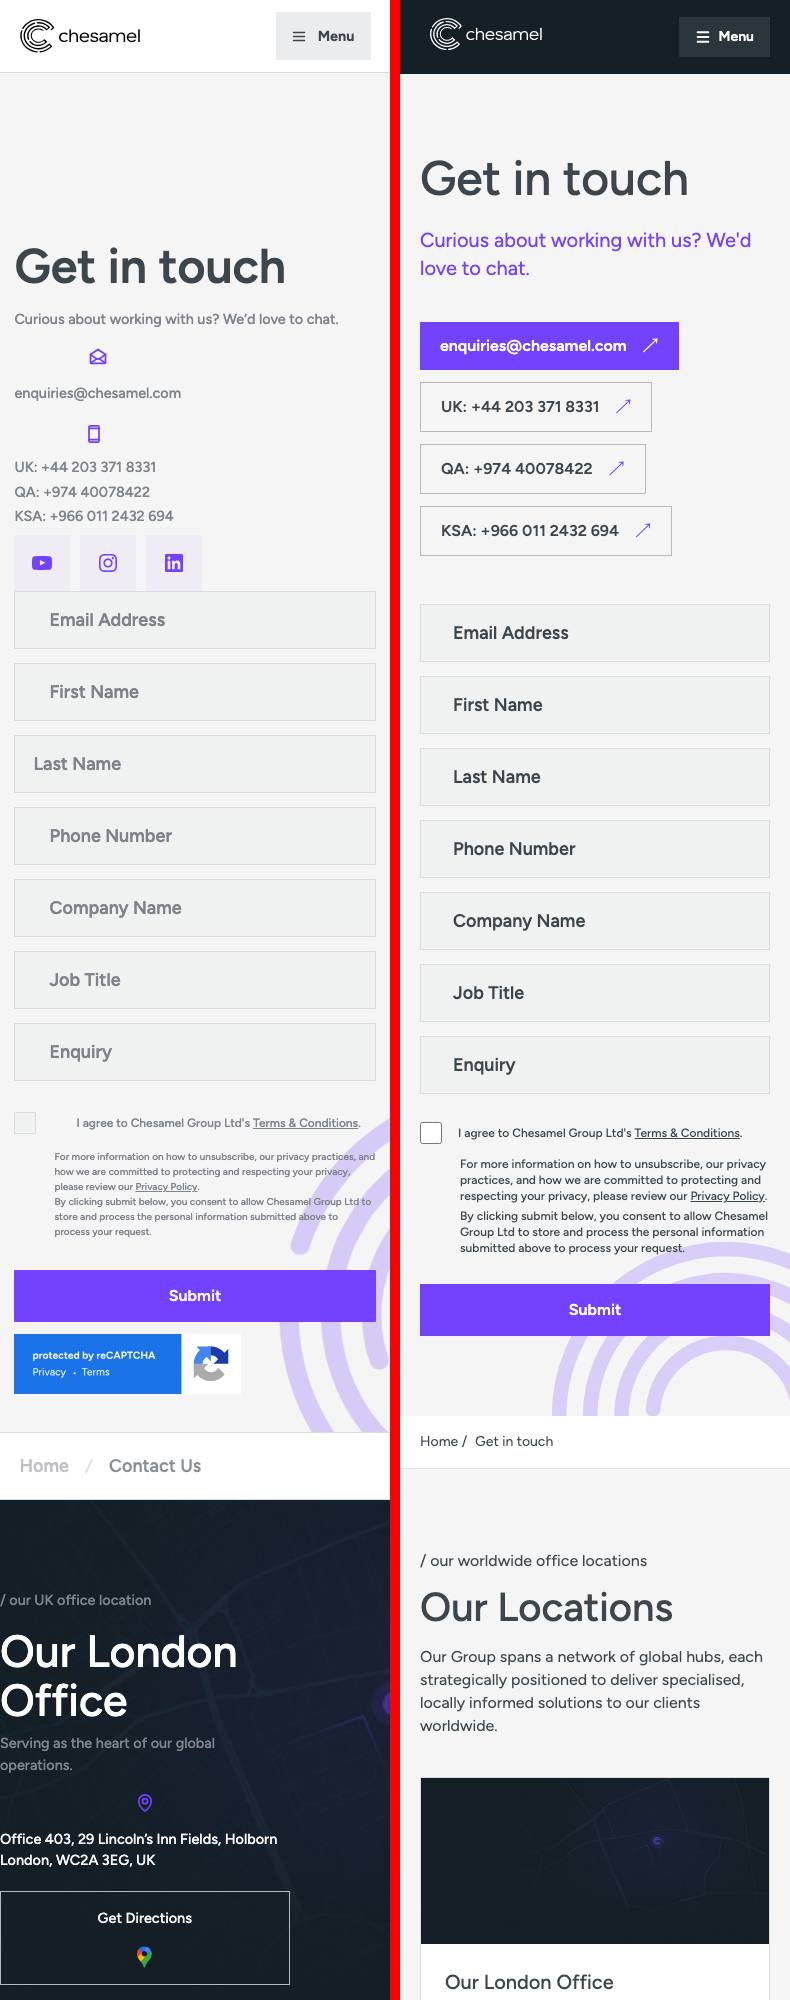 chesamel
Menu
Get in touch
Curious about working with us? We’d love to chat.
enquiries@chesamel.com
UK: +44 203 371 8331
QA: +974 40078422
KSA: +966 011 2432 694
Email Address
First Name
Last Name
Phone Number
Company Name
Job Title
Enquiry
I agree to Chesamel Group Ltd's Terms & Conditions.
For more information on how to unsubscribe, our privacy practices, and
how we are committed to protecting and respecting your privacy,
please review our Privacy Policy.
By clicking submit below, you consent to allow Chesamel Group Ltd to
store and process the personal information submitted above to
process your request.
Submit
protected by reCAPTCHA
Privacy • Terms
Home / Contact Us
/ our UK office location
Our London
Office
Serving as the heart of our global
operations.
Office 403, 29 Lincoln’s Inn Fields, Holborn
London, WC2A 3EG, UK
Get Directions
chesamel
Menu
Get in touch
Curious about working with us? We'd
love to chat.
enquiries@chesamel.com
UK: +44 203 371 8331
QA: +974 40078422
KSA: +966 011 2432 694
Email Address
First Name
Last Name
Phone Number
Company Name
Job Title
Enquiry
I agree to Chesamel Group Ltd's Terms & Conditions.
For more information on how to unsubscribe, our privacy
practices, and how we are committed to protecting and
respecting your privacy, please review our Privacy Policy.
By clicking submit below, you consent to allow Chesamel
Group Ltd to store and process the personal information
submitted above to process your request.
Submit
Home / Get in touch
/ our worldwide office locations
Our Locations
Our Group spans a network of global hubs, each
strategically positioned to deliver specialised,
locally informed solutions to our clients
worldwide.
Our London Office